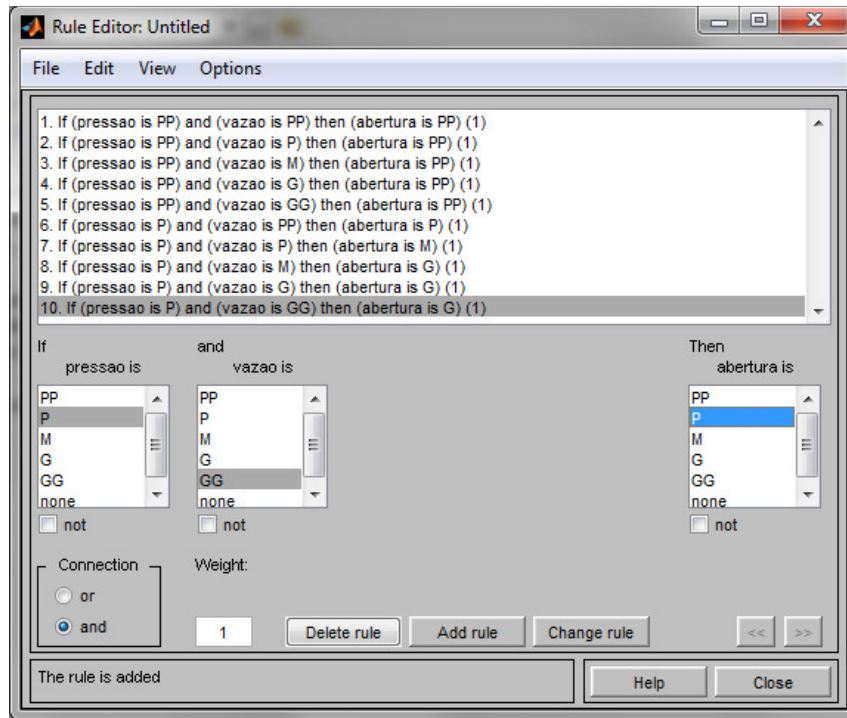 Rule Editor: Untitled
File Edit View Options
1. If (pressao is PP) and (vazao is PP) then (abertura is PP) (1)
2. If (pressao is PP) and (vazao is P) then (abertura is PP) (1)
3. If (pressao is PP) and (vazao is M) then (abertura is PP) (1)
4. If (pressao is PP) and (vazao is G) then (abertura is PP) (1)
5. If (pressao is PP) and (vazao is GG) then (abertura is PP) (1)
6. If (pressao is P) and (vazao is PP) then (abertura is P) (1)
7. If (pressao is P) and (vazao is P) then (abertura is M) (1)
8. If (pressao is P) and (vazao is M) then (abertura is G) (1)
9. If (pressao is P) and (vazao is G) then (abertura is G) (1)
10. If (pressao is P) and (vazao is GG) then (abertura is G) (1)
If and Then
pressao is vazao is abertura is
PP PP PP
P P P
M M M
G G G
GG GG GG
none none none
not not not
Connection Weight:
or
and 1 Delete rule Add rule Change rule << >>
The rule is added Help Close